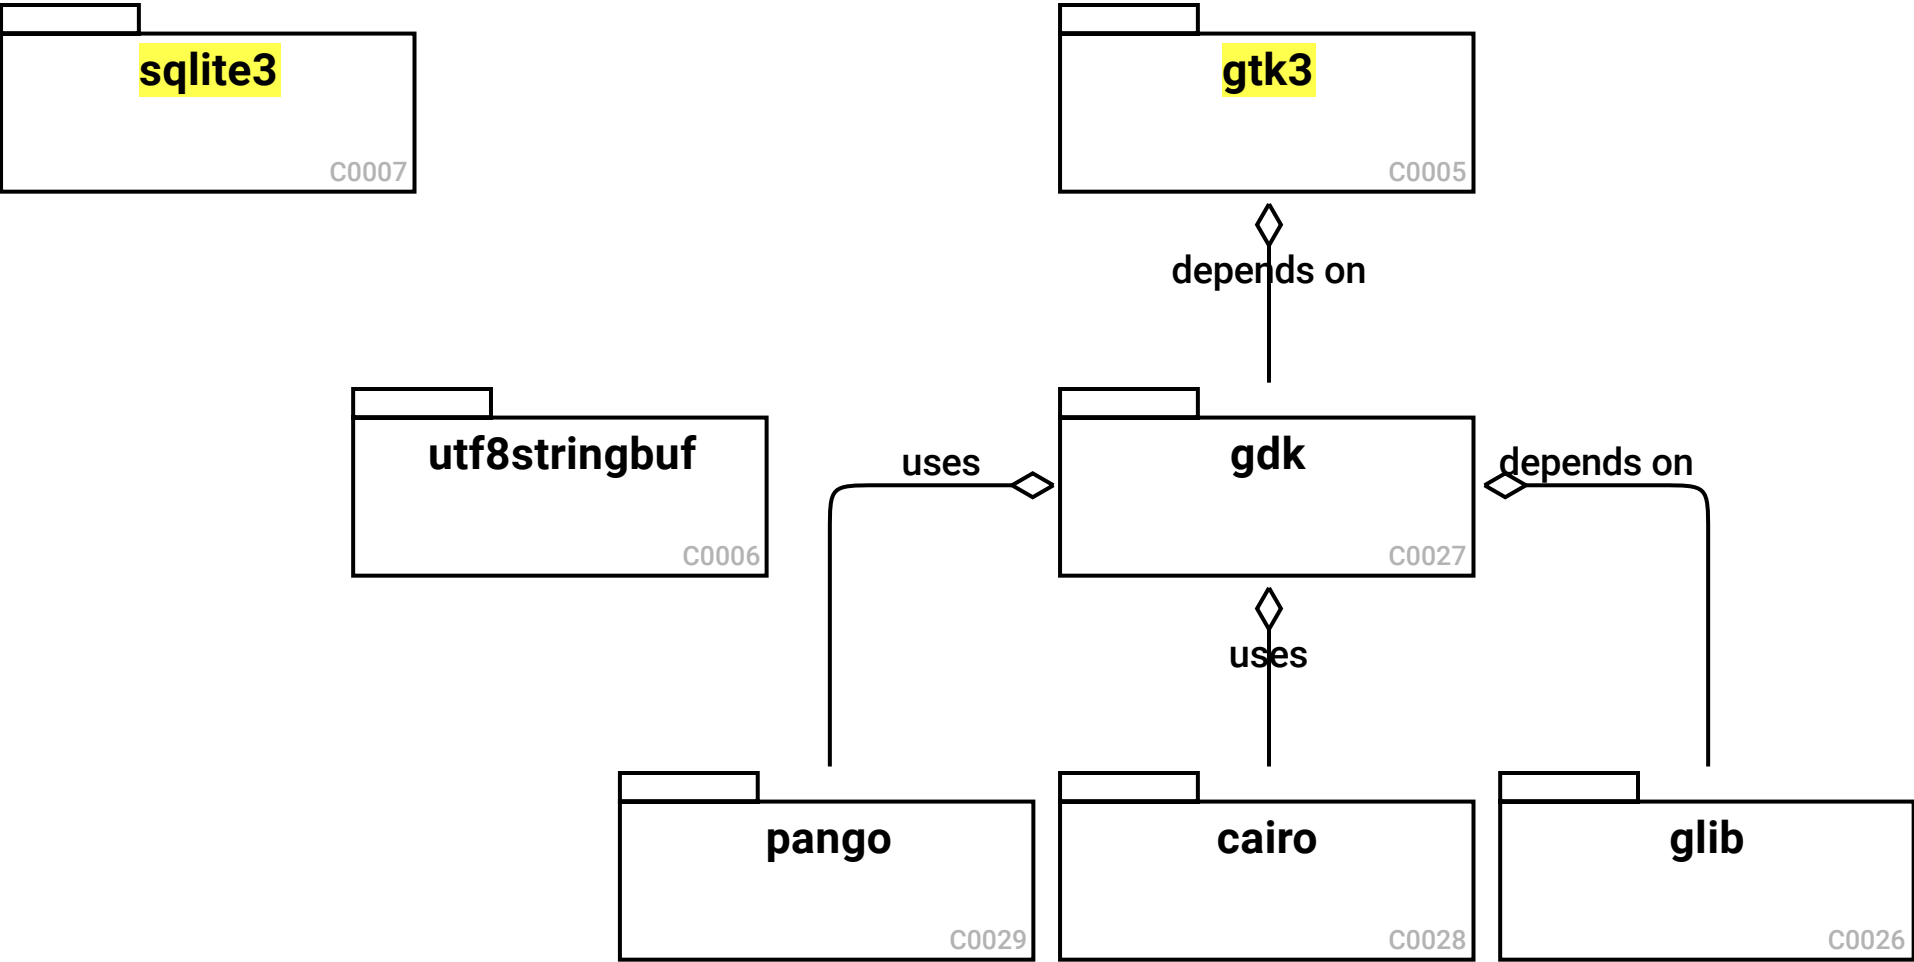 sqlite3
C0007
gtk3
C0005
depends on
utf8stringbuf
C0006
uses
gdk
C0027
depends on
uses
pango
C0029
cairo
C0028
glib
C0026